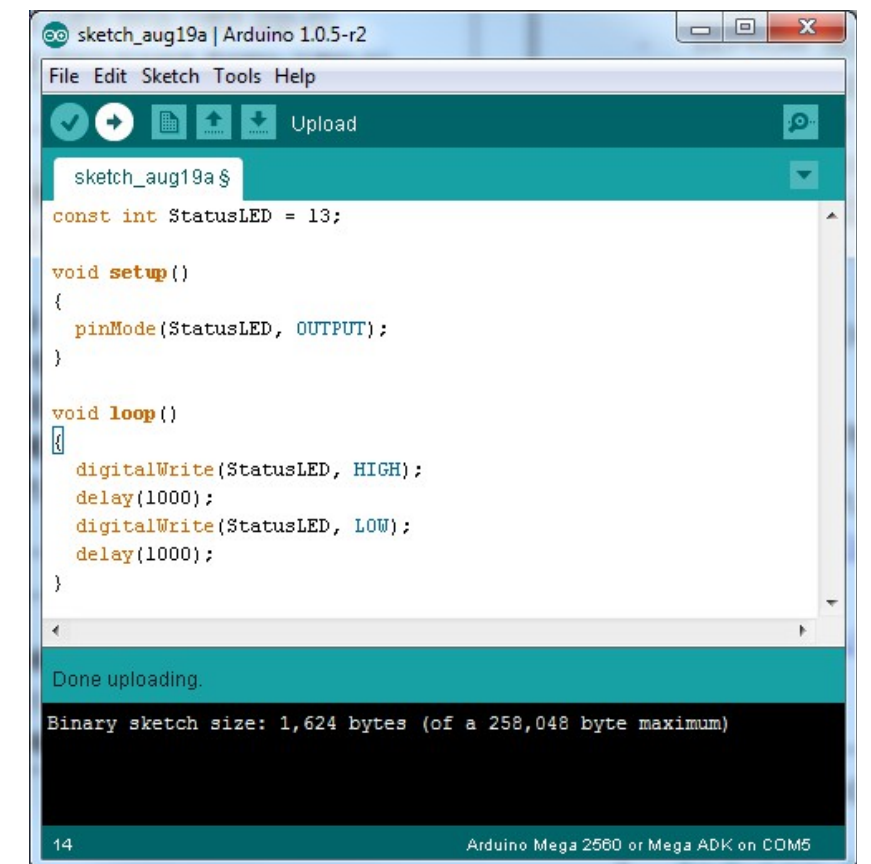 sketch_aug19a | Arduino 1.0.5-r2
File Edit Sketch Tools Help
Upload
sketch_aug19a §
const int StatusLED = 13;
void setup()
{
pinMode(StatusLED, OUTPUT);
}
void loop()
{
digitalWrite(StatusLED, HIGH);
delay(1000);
digitalWrite(StatusLED, LOW);
delay(1000);
}
Done uploading.
Binary sketch size: 1,624 bytes (of a 258,048 byte maximum)
14 Arduino Mega 2560 or Mega ADK on COM5